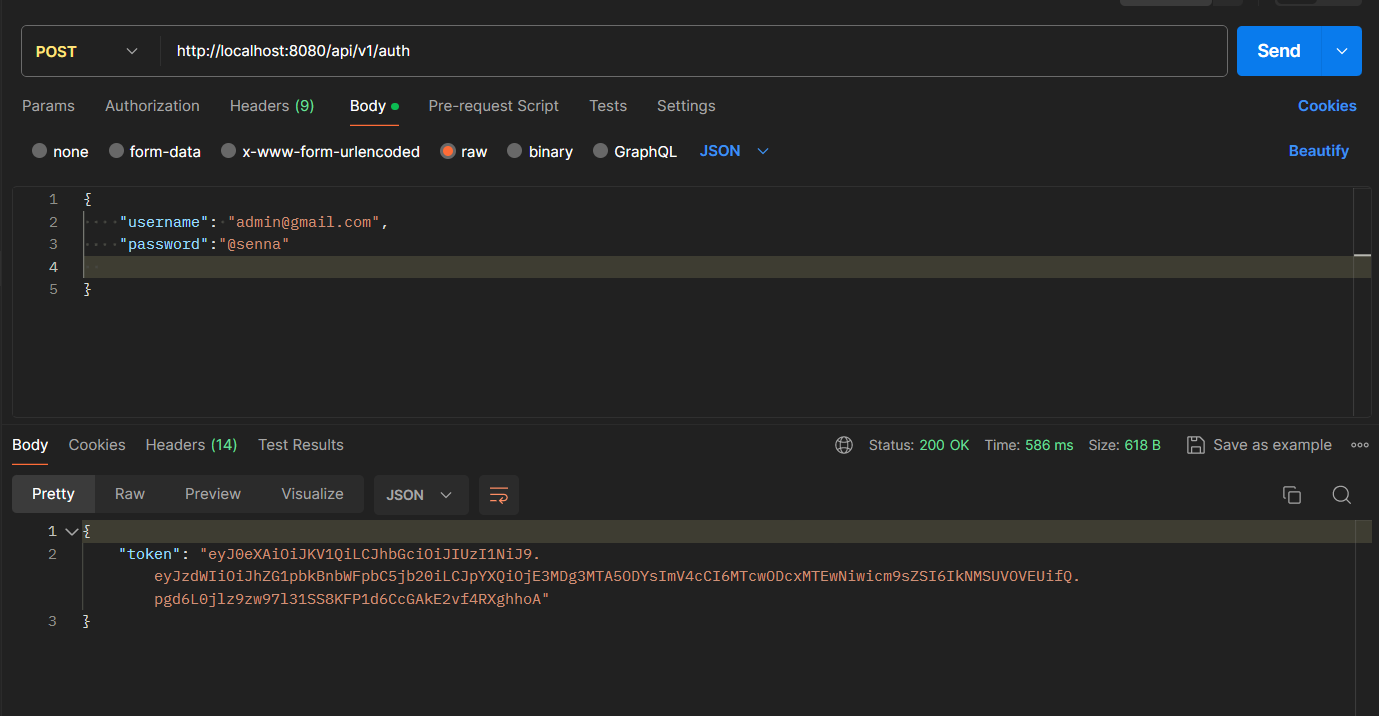 POST http://localhost:8080/api/v1/auth Send
Params Authorization Headers (9) Body Pre-request Script Tests Settings Cookies
none form-data x-www-form-urlencoded raw binary GraphQL JSON Beautify
1 {
2 "username": "admin@gmail.com",
3 "password":"@senna"
4
5 }
Body Cookies Headers (14) Test Results Status: 200 OK Time: 586 ms Size: 618 B Save as example
Pretty Raw Preview Visualize JSON
1 {
2 "token": "eyJ0eXAiOiJKV1QiLCJhbGciOiJIUzI1NiJ9.
eyJzdWIiOiJhZG1pbkBnbWFpbC5jb20iLCJpYXQiOjE3MDg3MTA5ODYsImV4cCI6MTcwODcxMTEwNiwicm9sZSI6IkNMSUVOVEUifQ.
pgd6L0jlz9zw97l31SS8KFP1d6CcGAkE2vf4RXghhoA"
3 }